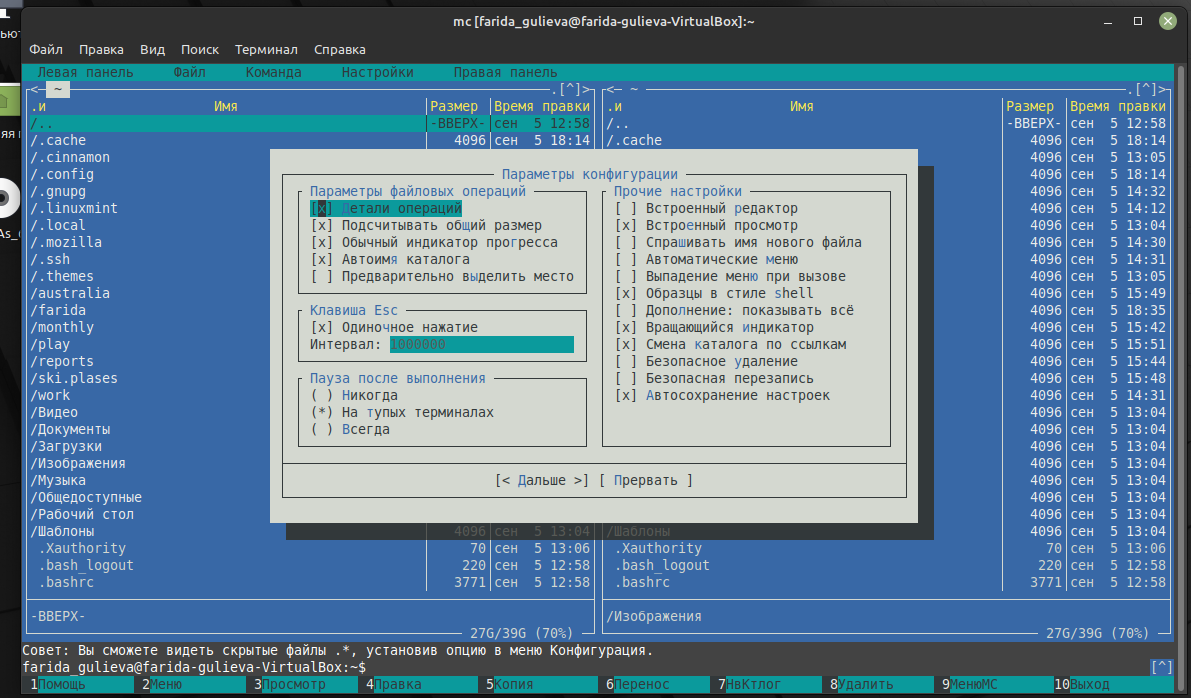 mc [farida_gulieva@farida-gulieva-VirtualBox]:~
Файл Правка Вид Поиск Терминал Справка
Левая панель Файл Команда Настройки Правая панель
<─ ~ ─.[^]> <─ ~ ─.[^]>
.и Имя Размер Время правки .и Имя Размер Время правки
/.. -ВВЕРХ- сен 5 12:58 /.. -ВВЕРХ- сен 5 12:58
/.cache 4096 сен 5 18:14 /.cache 4096 сен 5 18:14
/.cinnamon 4096 сен 5 13:05
/.config Параметры конфигурации 4096 сен 5 18:14
/.gnupg Параметры файловых операций Прочие настройки 4096 сен 5 14:32
/.linuxmint [x] Детали операций [ ] Встроенный редактор 4096 сен 5 14:12
/.local [x] Подсчитывать общий размер [x] Встроенный просмотр 4096 сен 5 13:04
/.mozilla [x] Обычный индикатор прогресса [ ] Спрашивать имя нового файла 4096 сен 5 14:30
/.ssh [x] Автоимя каталога [ ] Автоматические меню 4096 сен 5 14:31
/.themes [ ] Предварительно выделить место [ ] Выпадение меню при вызове 4096 сен 5 13:05
/australia [x] Образцы в стиле shell 4096 сен 5 15:49
/farida Клавиша Esc [ ] Дополнение: показывать всё 4096 сен 5 18:35
/monthly [x] Одиночное нажатие [x] Вращающийся индикатор 4096 сен 5 15:42
/play Интервал: 1000000 [x] Смена каталога по ссылкам 4096 сен 5 15:51
/reports [ ] Безопасное удаление 4096 сен 5 15:44
/ski.plases Пауза после выполнения [ ] Безопасная перезапись 4096 сен 5 15:48
/work ( ) Никогда [x] Автосохранение настроек 4096 сен 5 14:31
/Видео (*) На тупых терминалах 4096 сен 5 13:04
/Документы ( ) Всегда 4096 сен 5 13:04
/Загрузки 4096 сен 5 13:04
/Изображения 4096 сен 5 13:04
/Музыка [< Дальше >] [ Прервать ] 4096 сен 5 13:04
/Общедоступные 4096 сен 5 13:04
/Рабочий стол 4096 сен 5 13:04
/Шаблоны 4096 сен 5 13:04 /Шаблоны 4096 сен 5 13:04
.Xauthority 70 сен 5 13:06 .Xauthority 70 сен 5 13:06
.bash_logout 220 сен 5 12:58 .bash_logout 220 сен 5 12:58
.bashrc 3771 сен 5 12:58 .bashrc 3771 сен 5 12:58
-ВВЕРХ- /Изображения
27G/39G (70%) 27G/39G (70%)
Совет: Вы сможете видеть скрытые файлы .*, установив опцию в меню Конфигурация.
farida_gulieva@farida-gulieva-VirtualBox:~$ [^]
1Помощь 2Меню 3Просмотр 4Правка 5Копия 6Перенос 7НвКтлог 8Удалить 9МенюМС 10Выход